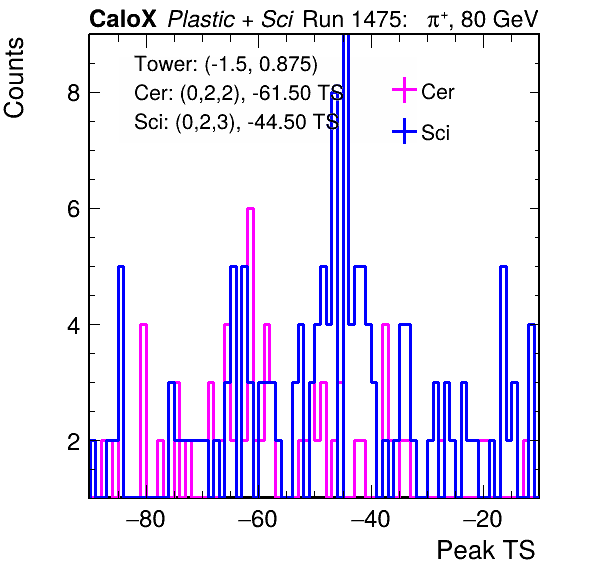 CaloX Plastic + Sci Run 1475: π⁺, 80 GeV
Counts
Tower: (-1.5, 0.875)
Cer: (0,2,2), -61.50 TS
Sci: (0,2,3), -44.50 TS
Cer
Sci
8
6
4
2
−80 −60 −40 −20
Peak TS